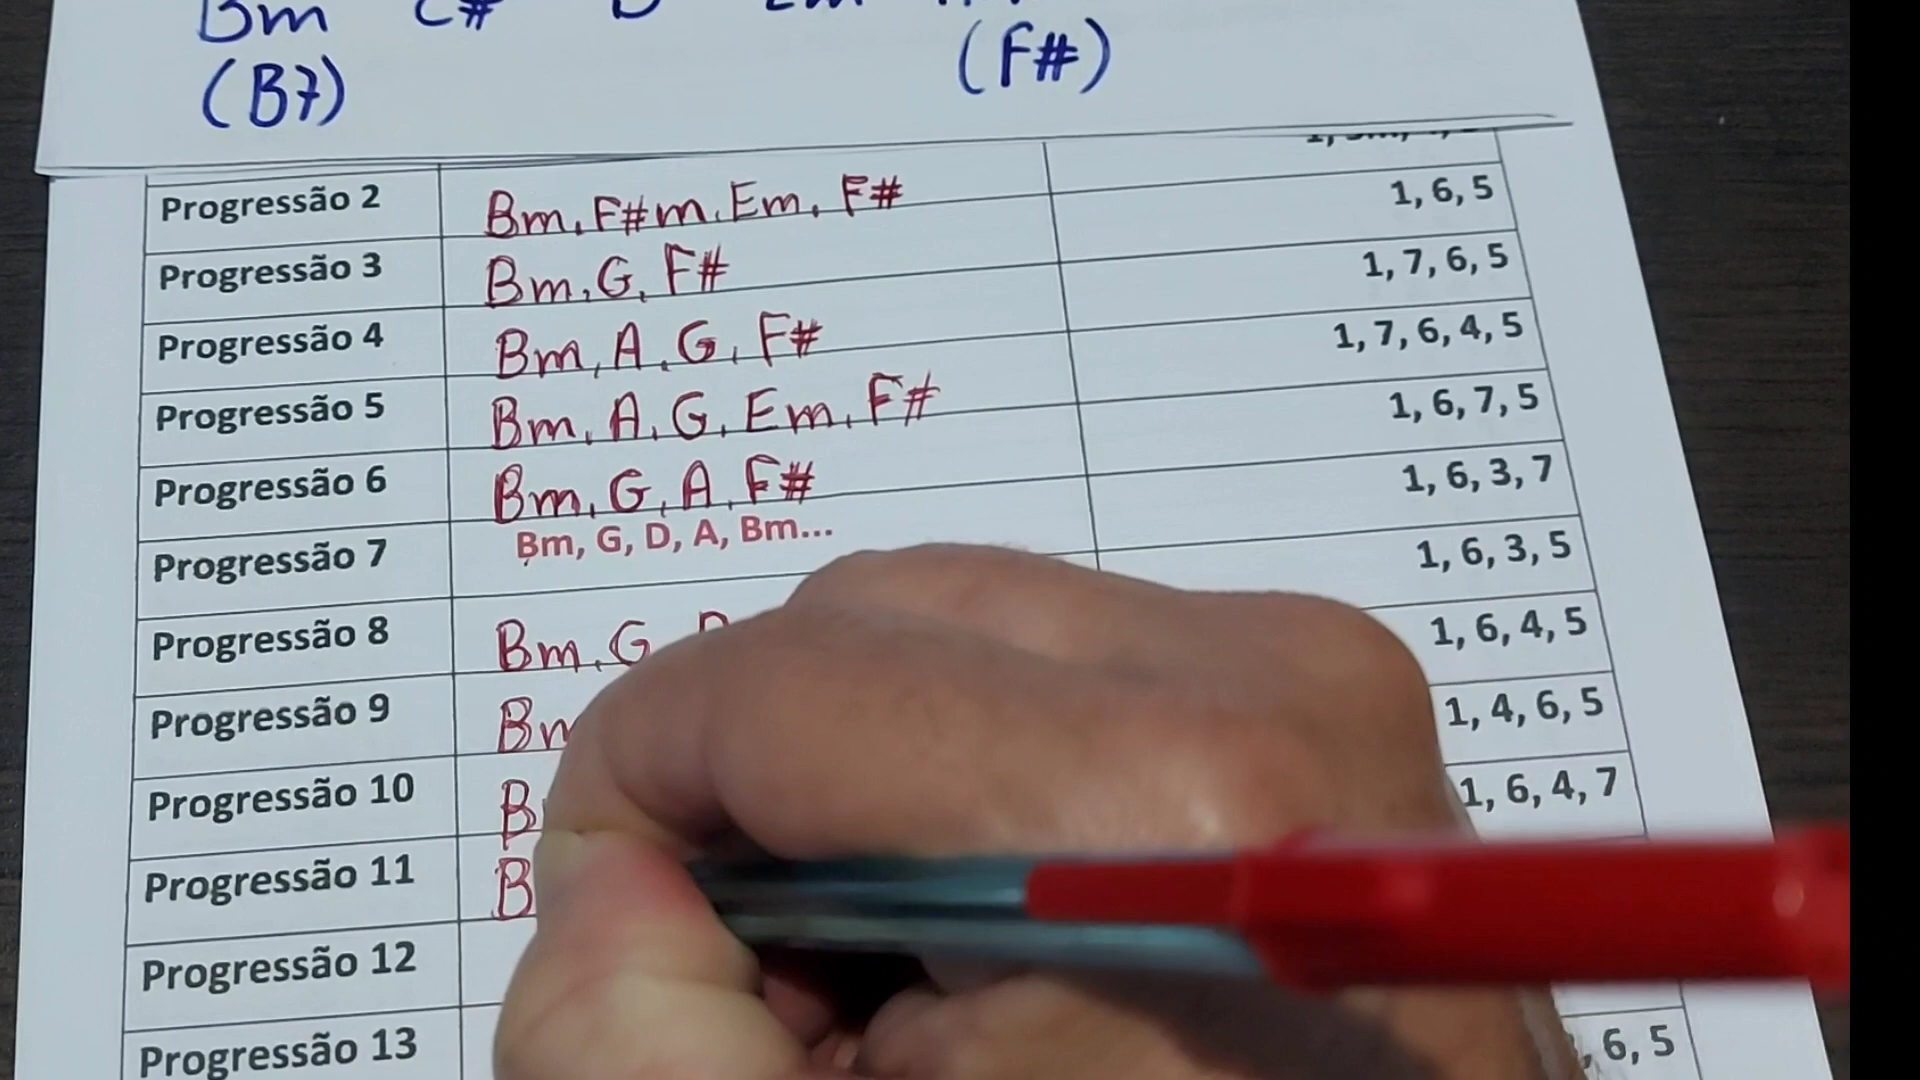 Bm C# D Em
(B7) (F#)
Progressão 2 Bm, F#m, Em, F# 1, 6, 5
Progressão 3 Bm, G, F# 1, 7, 6, 5
Progressão 4 Bm, A, G, F# 1, 7, 6, 4, 5
Progressão 5 Bm, A, G, Em, F# 1, 6, 7, 5
Progressão 6 Bm, G, A, F# 1, 6, 3, 7
Bm, G, D, A, Bm...
Progressão 7 1, 6, 3, 5
Progressão 8 Bm, G 1, 6, 4, 5
Progressão 9 Bm 1, 4, 6, 5
Progressão 10 B 1, 6, 4, 7
Progressão 11 B
Progressão 12
Progressão 13 , 6, 5